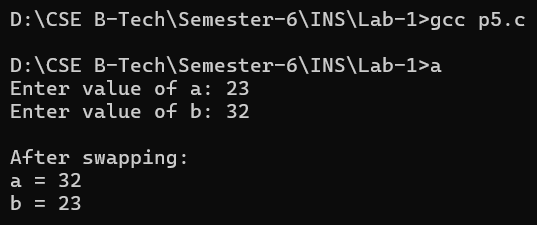 D:\CSE B-Tech\Semester-6\INS\Lab-1>gcc p5.c
D:\CSE B-Tech\Semester-6\INS\Lab-1>a
Enter value of a: 23
Enter value of b: 32
After swapping:
a = 32
b = 23